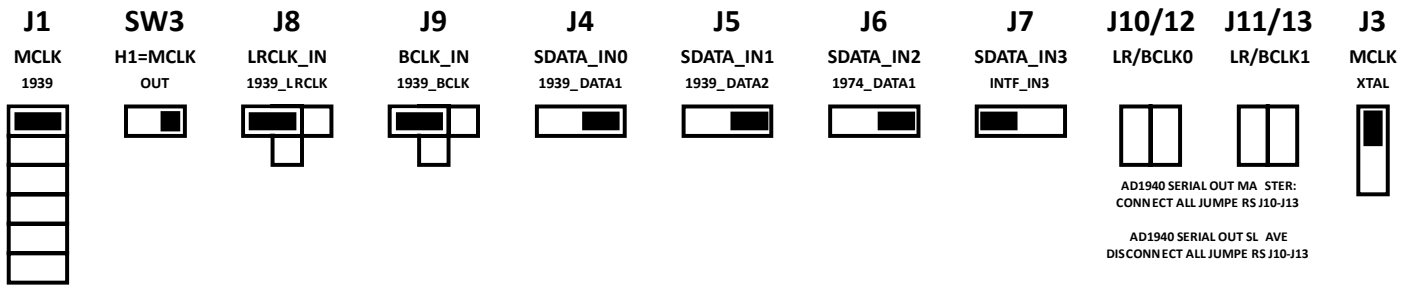 J1 SW3 J8 J9 J4 J5 J6 J7 J10/12 J11/13 J3
MCLK H1=MCLK LRCLK_IN BCLK_IN SDATA_IN0 SDATA_IN1 SDATA_IN2 SDATA_IN3 LR/BCLK0 LR/BCLK1 MCLK
1939 OUT 1939_LRCLK 1939_BCLK 1939_DATA1 1939_DATA2 1974_DATA1 INTF_IN3 XTAL
AD1940 SERIAL OUT MA STER:
CONNECT ALL JUMPE RS J10-J13
AD1940 SERIAL OUT SL AVE
DISCONNECT ALL JUMPE RS J10-J13